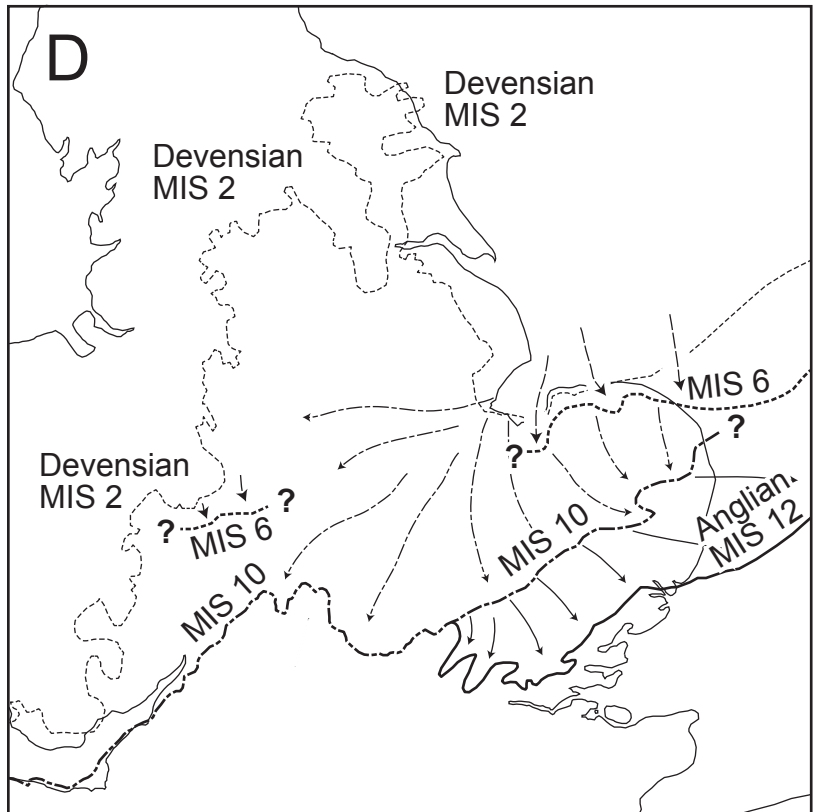 D
Devensian
MIS 2
Devensian
MIS 2
MIS 6
?
?
Devensian
MIS 2
?
?
MIS 6
MIS 10
Anglian
MIS 12
MIS 10